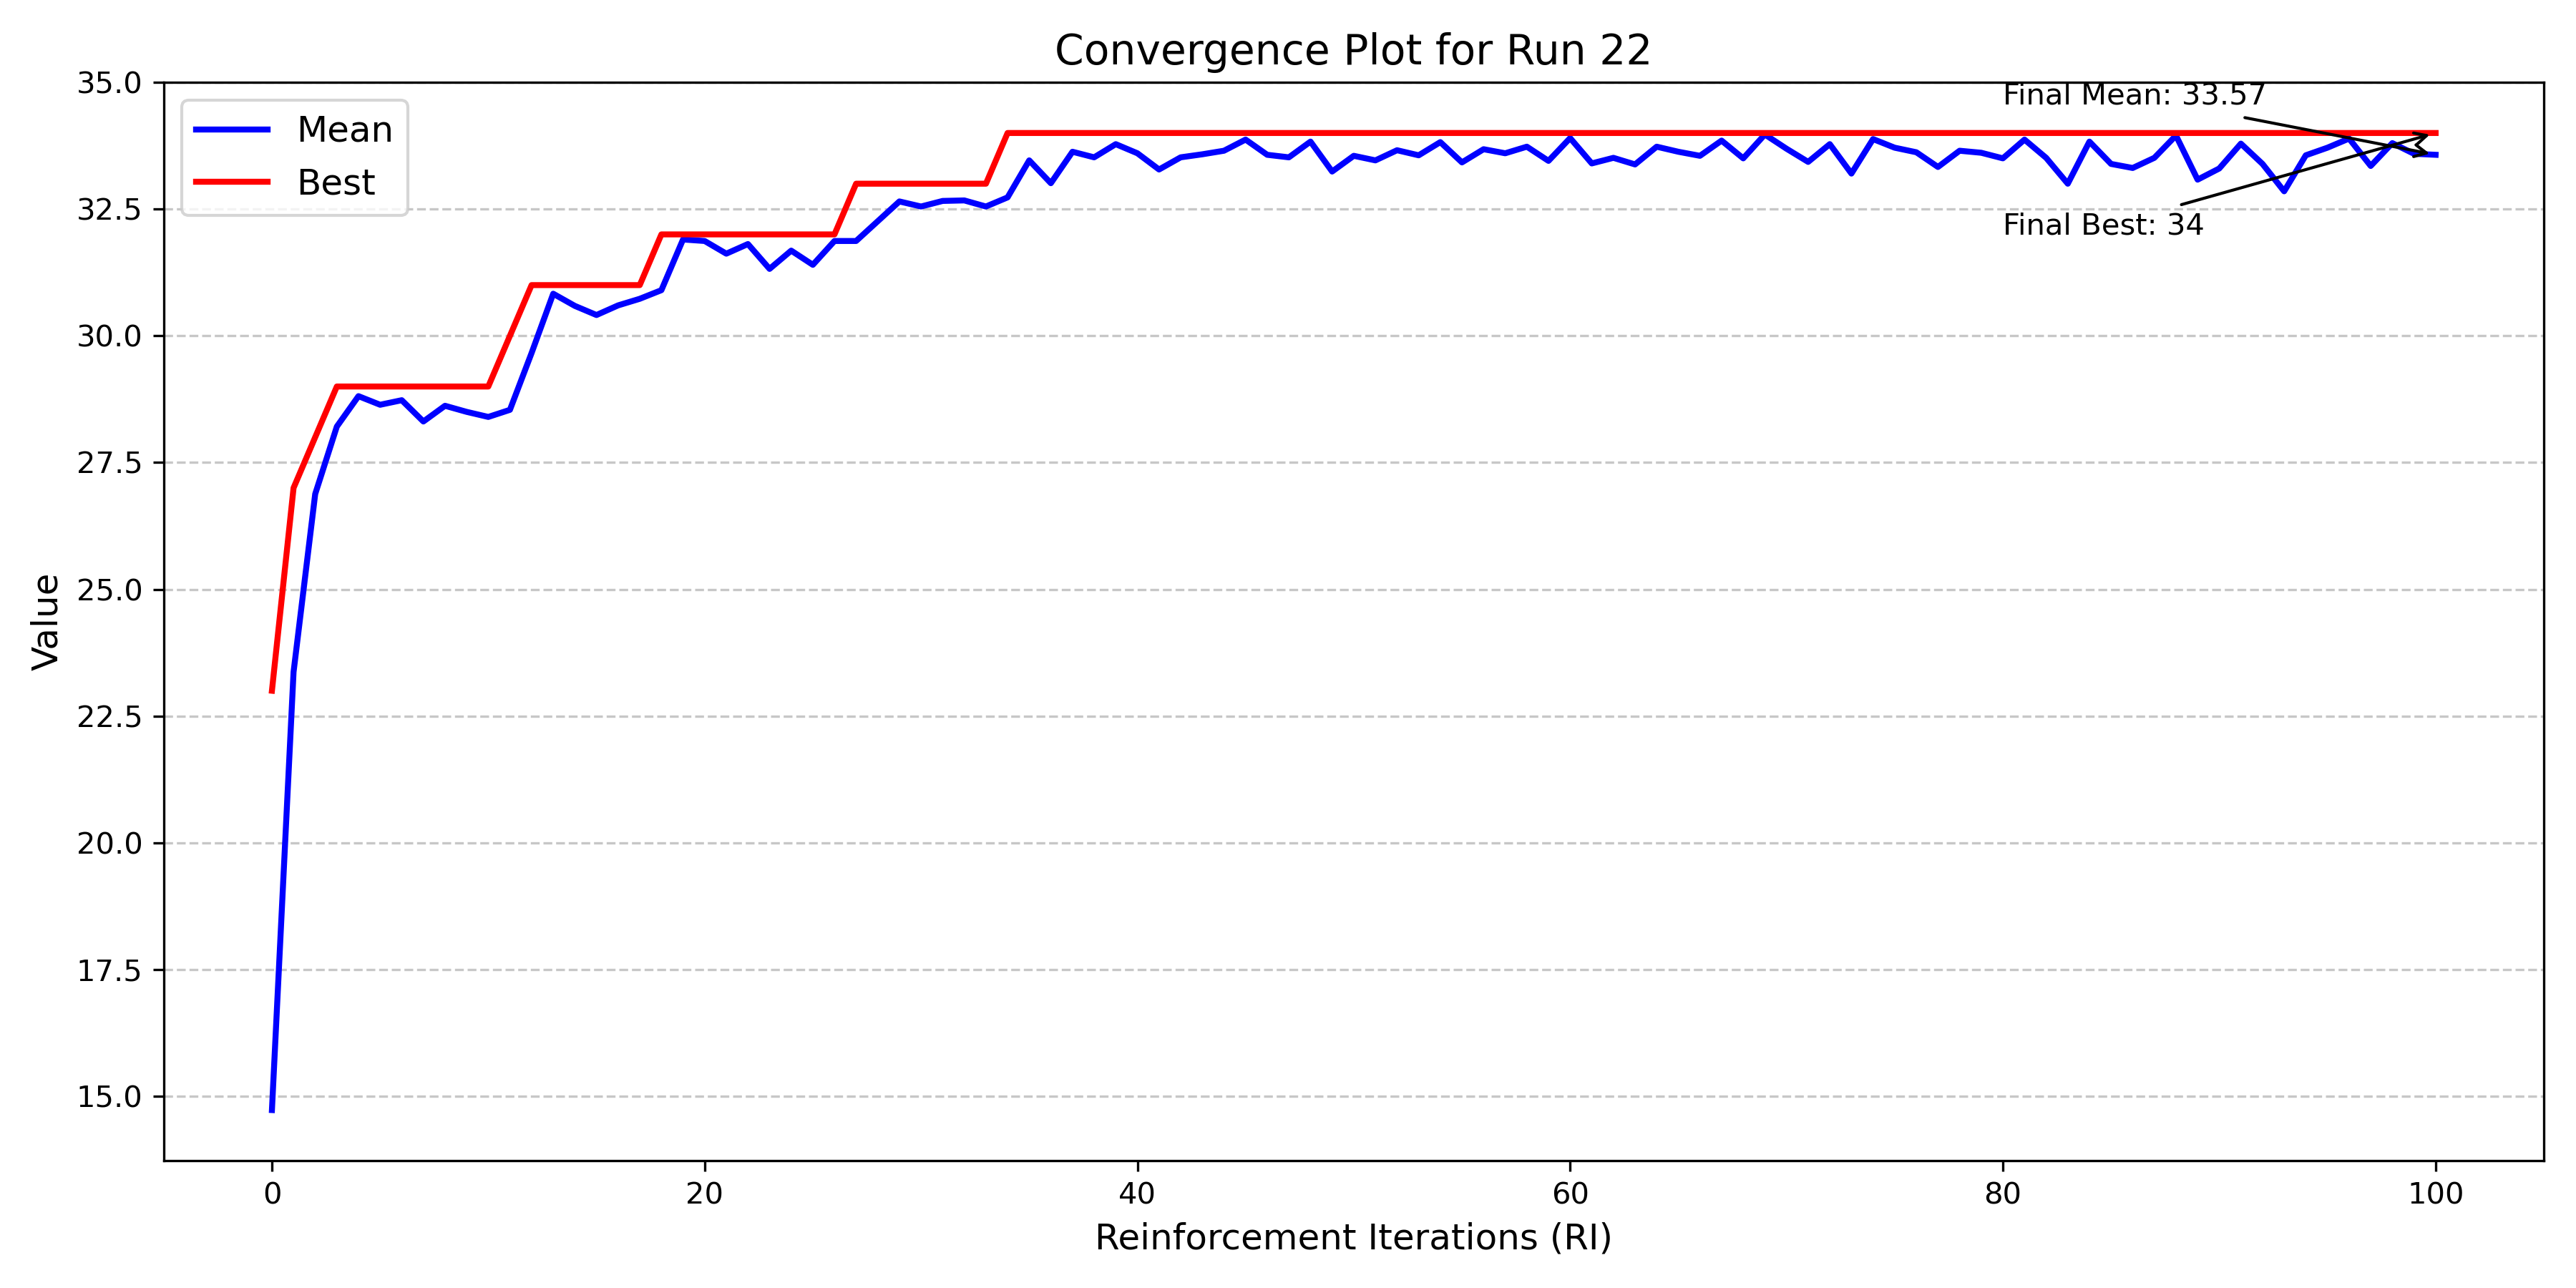 Convergence Plot for Run 22
35.0
32.5
30.0
27.5
25.0
22.5
20.0
17.5
15.0
Value
Mean
Best
Final Mean: 33.57
Final Best: 34
0 20 40 60 80 100
Reinforcement Iterations (RI)